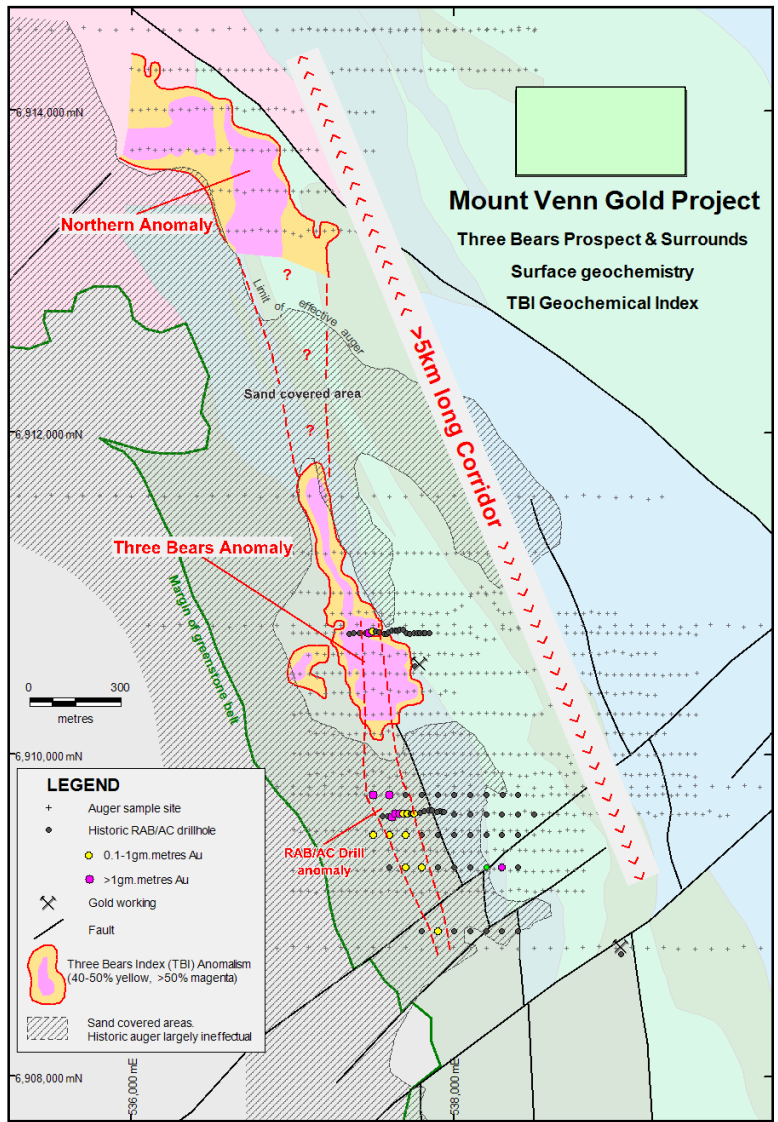 6,914,000 mN
Mount Venn Gold Project
Three Bears Prospect & Surrounds
Surface geochemistry
TBI Geochemical Index
Northern Anomaly
?
Limit of effective auger
?
Sand covered area
?
6,912,000 mN
>5km long Corridor
Three Bears Anomaly
Margin of greenstone belt
0 300
metres
6,910,000 mN
RAB/AC Drill
anomaly
LEGEND
Auger sample site
Historic RAB/AC drillhole
0.1-1gm.metres Au
>1gm.metres Au
Gold working
Fault
Three Bears Index (TBI) Anomalism
(40-50% yellow, >50% magenta)
Sand covered areas.
Historic auger largely ineffectual
6,908,000 mN
536,000 mE
538,000 mE